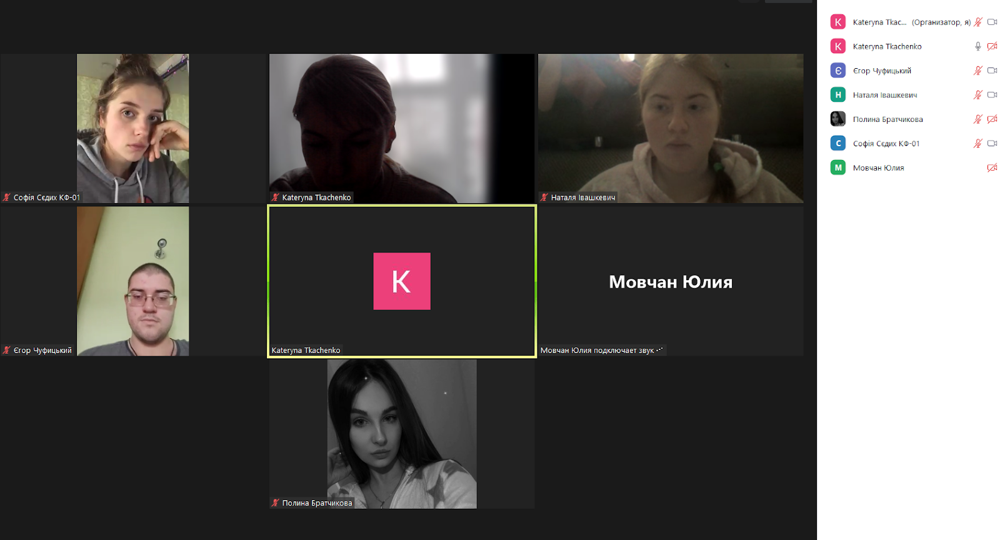 Софія Сєдих КФ-01
Kateryna Tkachenko
Наталя Івашкевич
Єгор Чуфицький
K
Kateryna Tkachenko
Мовчан Юлия
Мовчан Юлия подключает звук
Полина Братчикова
K Kateryna Tkac... (Организатор, я)
K Kateryna Tkachenko
Є Єгор Чуфицький
Н Наталя Івашкевич
Полина Братчикова
С Софія Сєдих КФ-01
М Мовчан Юлия